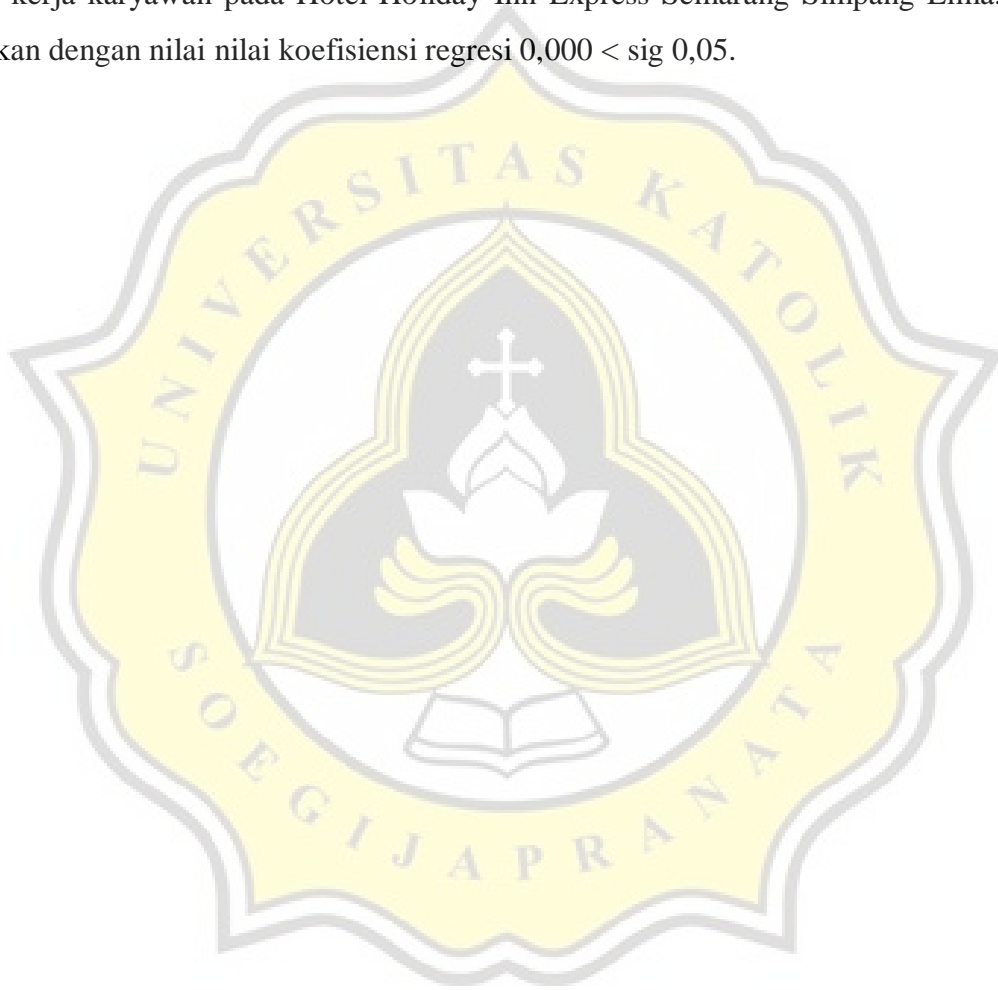 kerja karyawan pada Hotel Holiday Inn Express Semarang Simpang Lima.
kan dengan nilai nilai koefisiensi regresi 0,000 < sig 0,05.
UNIVERSITAS KATOLIK
SOEGIJAPRANATA